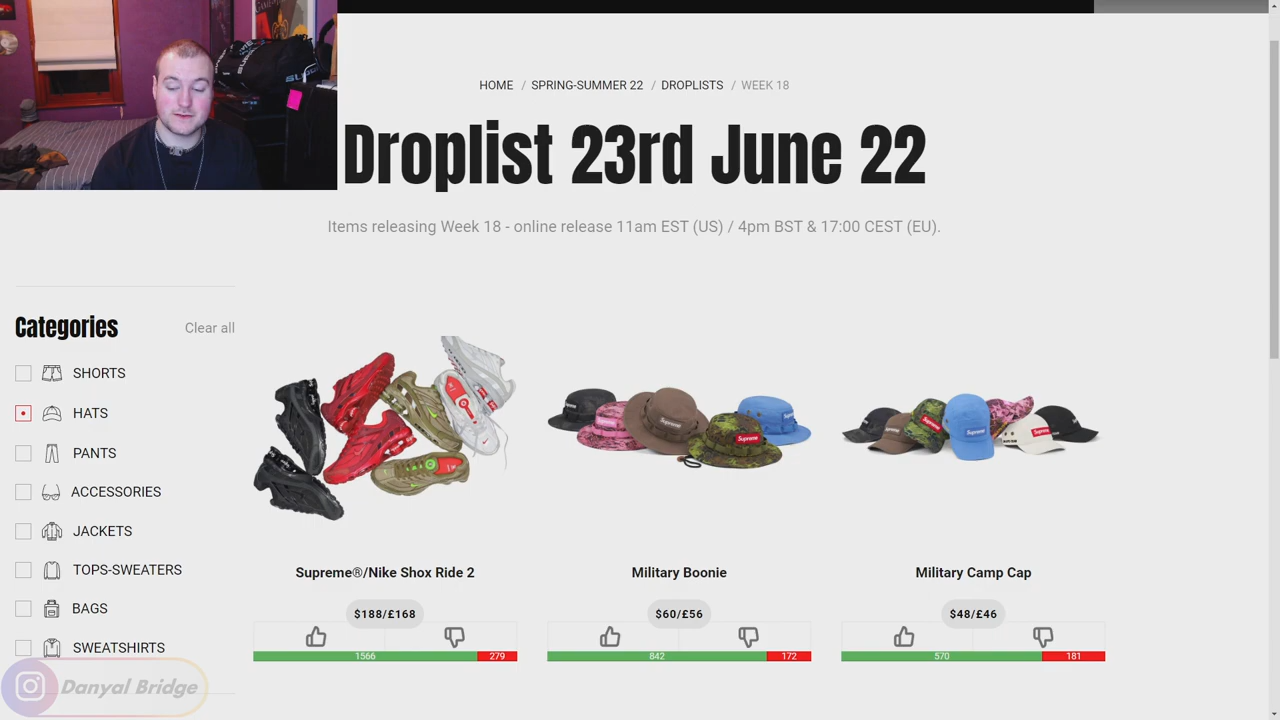 HOME / SPRING-SUMMER 22 / DROPLISTS / WEEK 18
Droplist 23rd June 22
Items releasing Week 18 - online release 11am EST (US) / 4pm BST & 17:00 CEST (EU).
Categories
Clear all
SHORTS
HATS
PANTS
ACCESSORIES
JACKETS
TOPS-SWEATERS
BAGS
SWEATSHIRTS
Supreme®/Nike Shox Ride 2
$188/£168
1566
279
Supreme
Military Boonie
$60/£56
842
172
Supreme
Military Camp Cap
$48/£46
570
181
Danyal Bridge